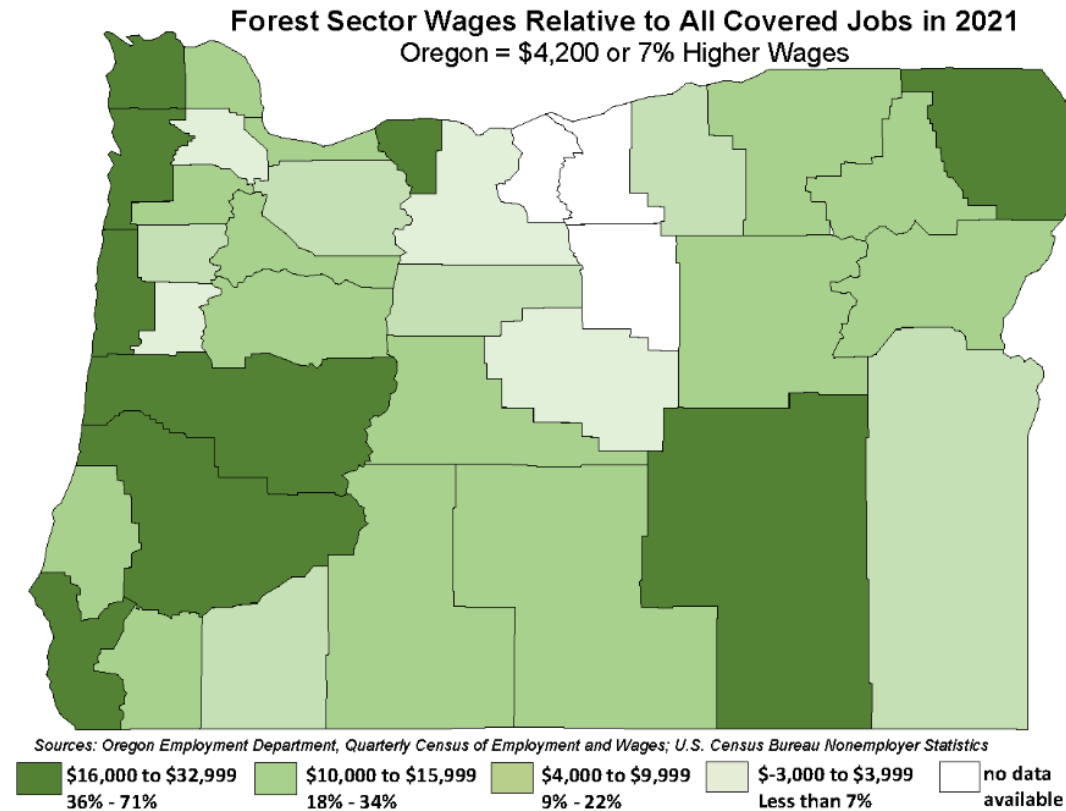 Forest Sector Wages Relative to All Covered Jobs in 2021
Oregon = $4,200 or 7% Higher Wages
Sources: Oregon Employment Department, Quarterly Census of Employment and Wages; U.S. Census Bureau Nonemployer Statistics
$16,000 to $32,999
36% - 71%
$10,000 to $15,999
18% - 34%
$4,000 to $9,999
9% - 22%
$-3,000 to $3,999
Less than 7%
no data
available